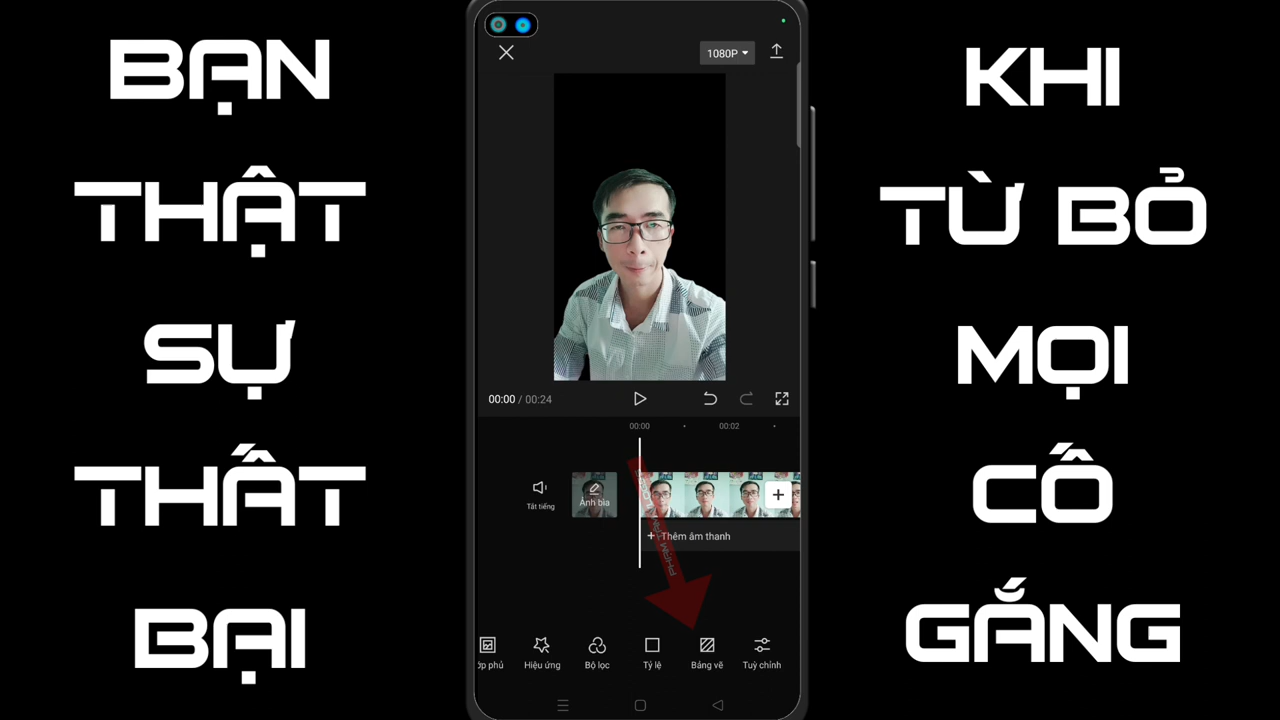 BẠN
THẬT
SỰ
THẤT
BẠI
1080P
00:00 / 00:24
00:00
00:02
Tắt tiếng
Ảnh bìa
+ Thêm âm thanh
ớp phủ
Hiệu ứng
Bộ lọc
Tỷ lệ
Bảng vẽ
Tuỳ chỉnh
KHI
TỪ BỎ
MỌI
CỐ
GẮNG